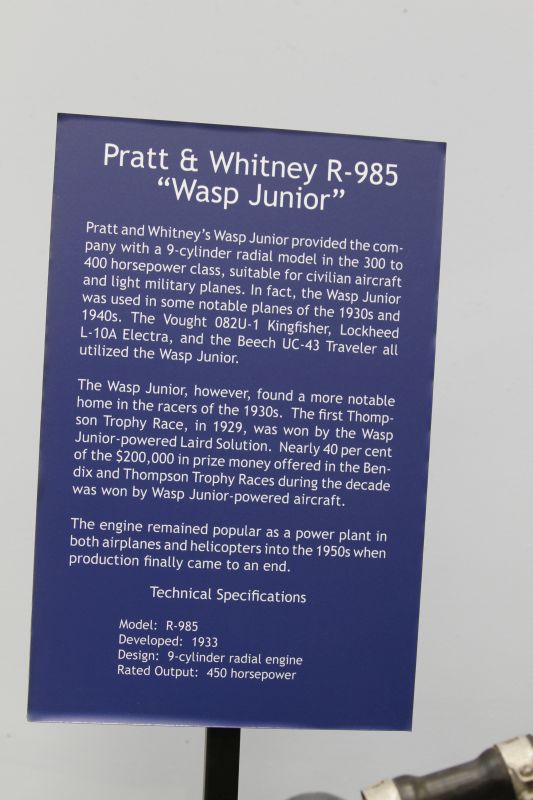 Pratt & Whitney R-985
“Wasp Junior”
Pratt and Whitney’s Wasp Junior provided the com-
pany with a 9-cylinder radial model in the 300 to
400 horsepower class, suitable for civilian aircraft
and light military planes. In fact, the Wasp Junior
was used in some notable planes of the 1930s and
1940s. The Vought 082U-1 Kingfisher, Lockheed
L-10A Electra, and the Beech UC-43 Traveler all
utilized the Wasp Junior.
The Wasp Junior, however, found a more notable
home in the racers of the 1930s. The first Thomp-
son Trophy Race, in 1929, was won by the Wasp
Junior-powered Laird Solution. Nearly 40 per cent
of the $200,000 in prize money offered in the Ben-
dix and Thompson Trophy Races during the decade
was won by Wasp Junior-powered aircraft.
The engine remained popular as a power plant in
both airplanes and helicopters into the 1950s when
production finally came to an end.
Technical Specifications
Model: R-985
Developed: 1933
Design: 9-cylinder radial engine
Rated Output: 450 horsepower